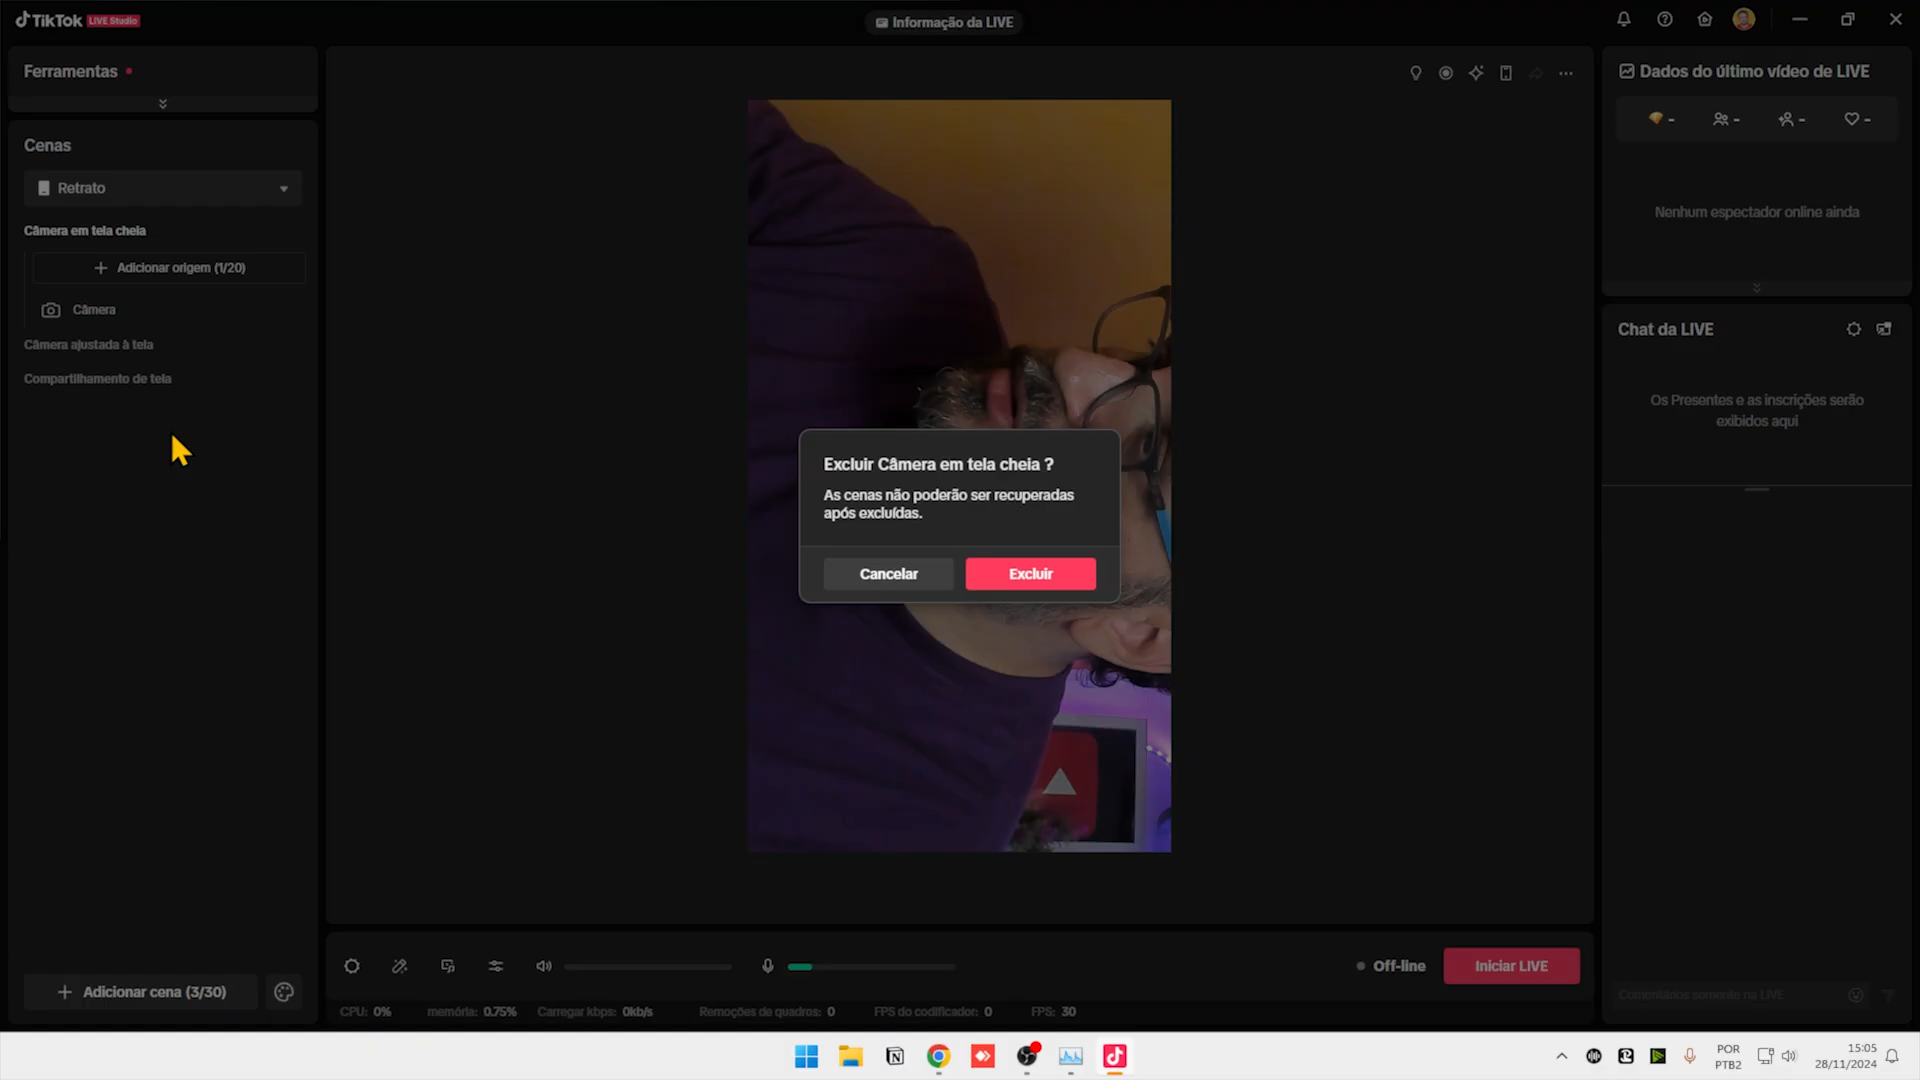 TikTok LIVE Studio
Informação da LIVE
Ferramentas
Cenas
Retrato
Câmera em tela cheia
Adicionar origem (1/20)
Câmera
Câmera ajustada à tela
Compartilhamento de tela
Adicionar cena (3/30)
Excluir Câmera em tela cheia ?
As cenas não poderão ser recuperadas
após excluídas.
Cancelar
Excluir
Off-line
Iniciar LIVE
CPU: 0%
memória: 0.75%
Carregar kbps: 0kb/s
Remoções de quadros: 0
FPS do codificador: 0
FPS: 30
Dados do último vídeo de LIVE
-
-
-
-
Nenhum espectador online ainda
Chat da LIVE
Os Presentes e as inscrições serão
exibidos aqui
Comentários somente na LIVE
POR
PTB2
15:05
28/11/2024